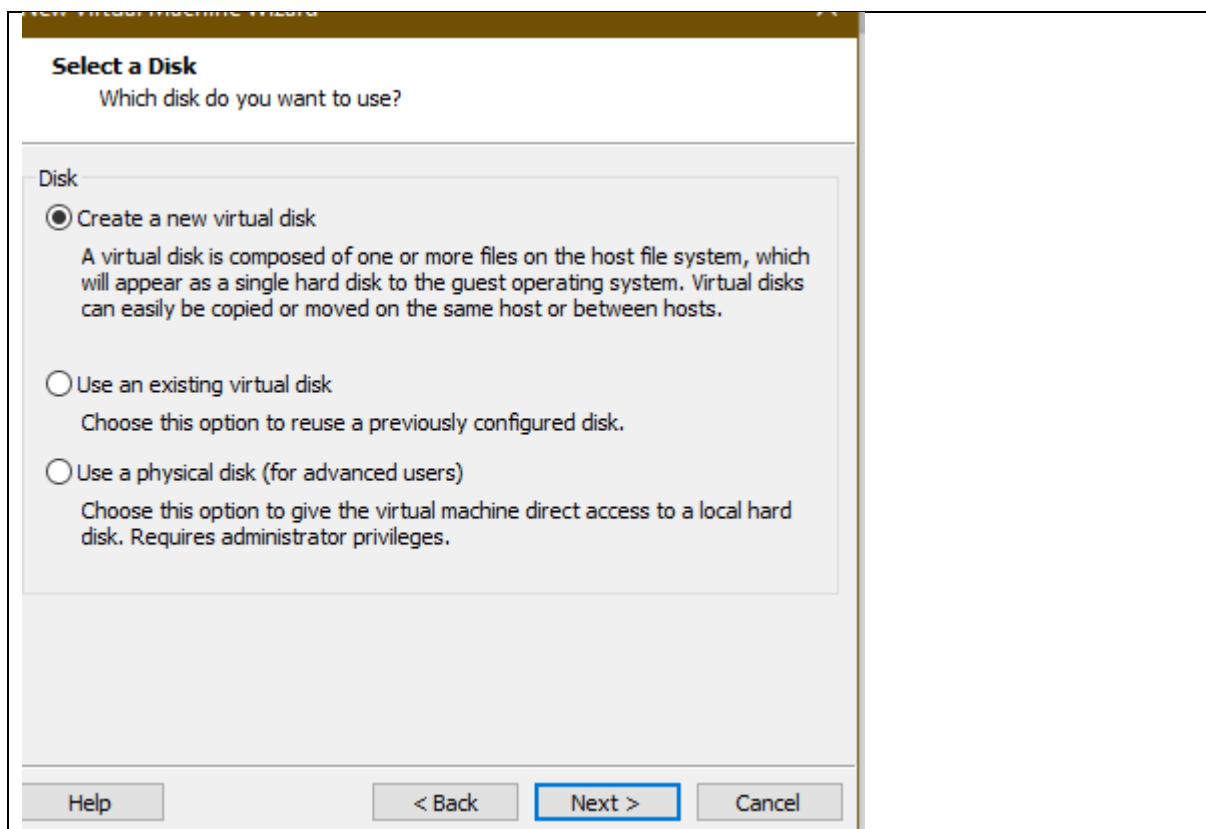 New Virtual Machine Wizard
Select a Disk
Which disk do you want to use?
Disk
Create a new virtual disk
A virtual disk is composed of one or more files on the host file system, which
will appear as a single hard disk to the guest operating system. Virtual disks
can easily be copied or moved on the same host or between hosts.
Use an existing virtual disk
Choose this option to reuse a previously configured disk.
Use a physical disk (for advanced users)
Choose this option to give the virtual machine direct access to a local hard
disk. Requires administrator privileges.
Help
< Back
Next >
Cancel